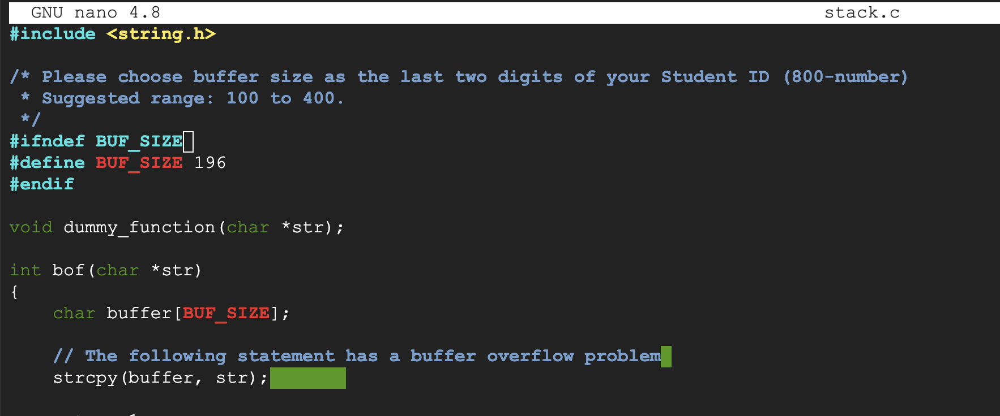 GNU nano 4.8 stack.c
#include <string.h>
/* Please choose buffer size as the last two digits of your Student ID (800-number)
 * Suggested range: 100 to 400.
 */
#ifndef BUF_SIZE
#define BUF_SIZE 196
#endif
void dummy_function(char *str);
int bof(char *str)
{
    char buffer[BUF_SIZE];
    // The following statement has a buffer overflow problem
    strcpy(buffer, str);